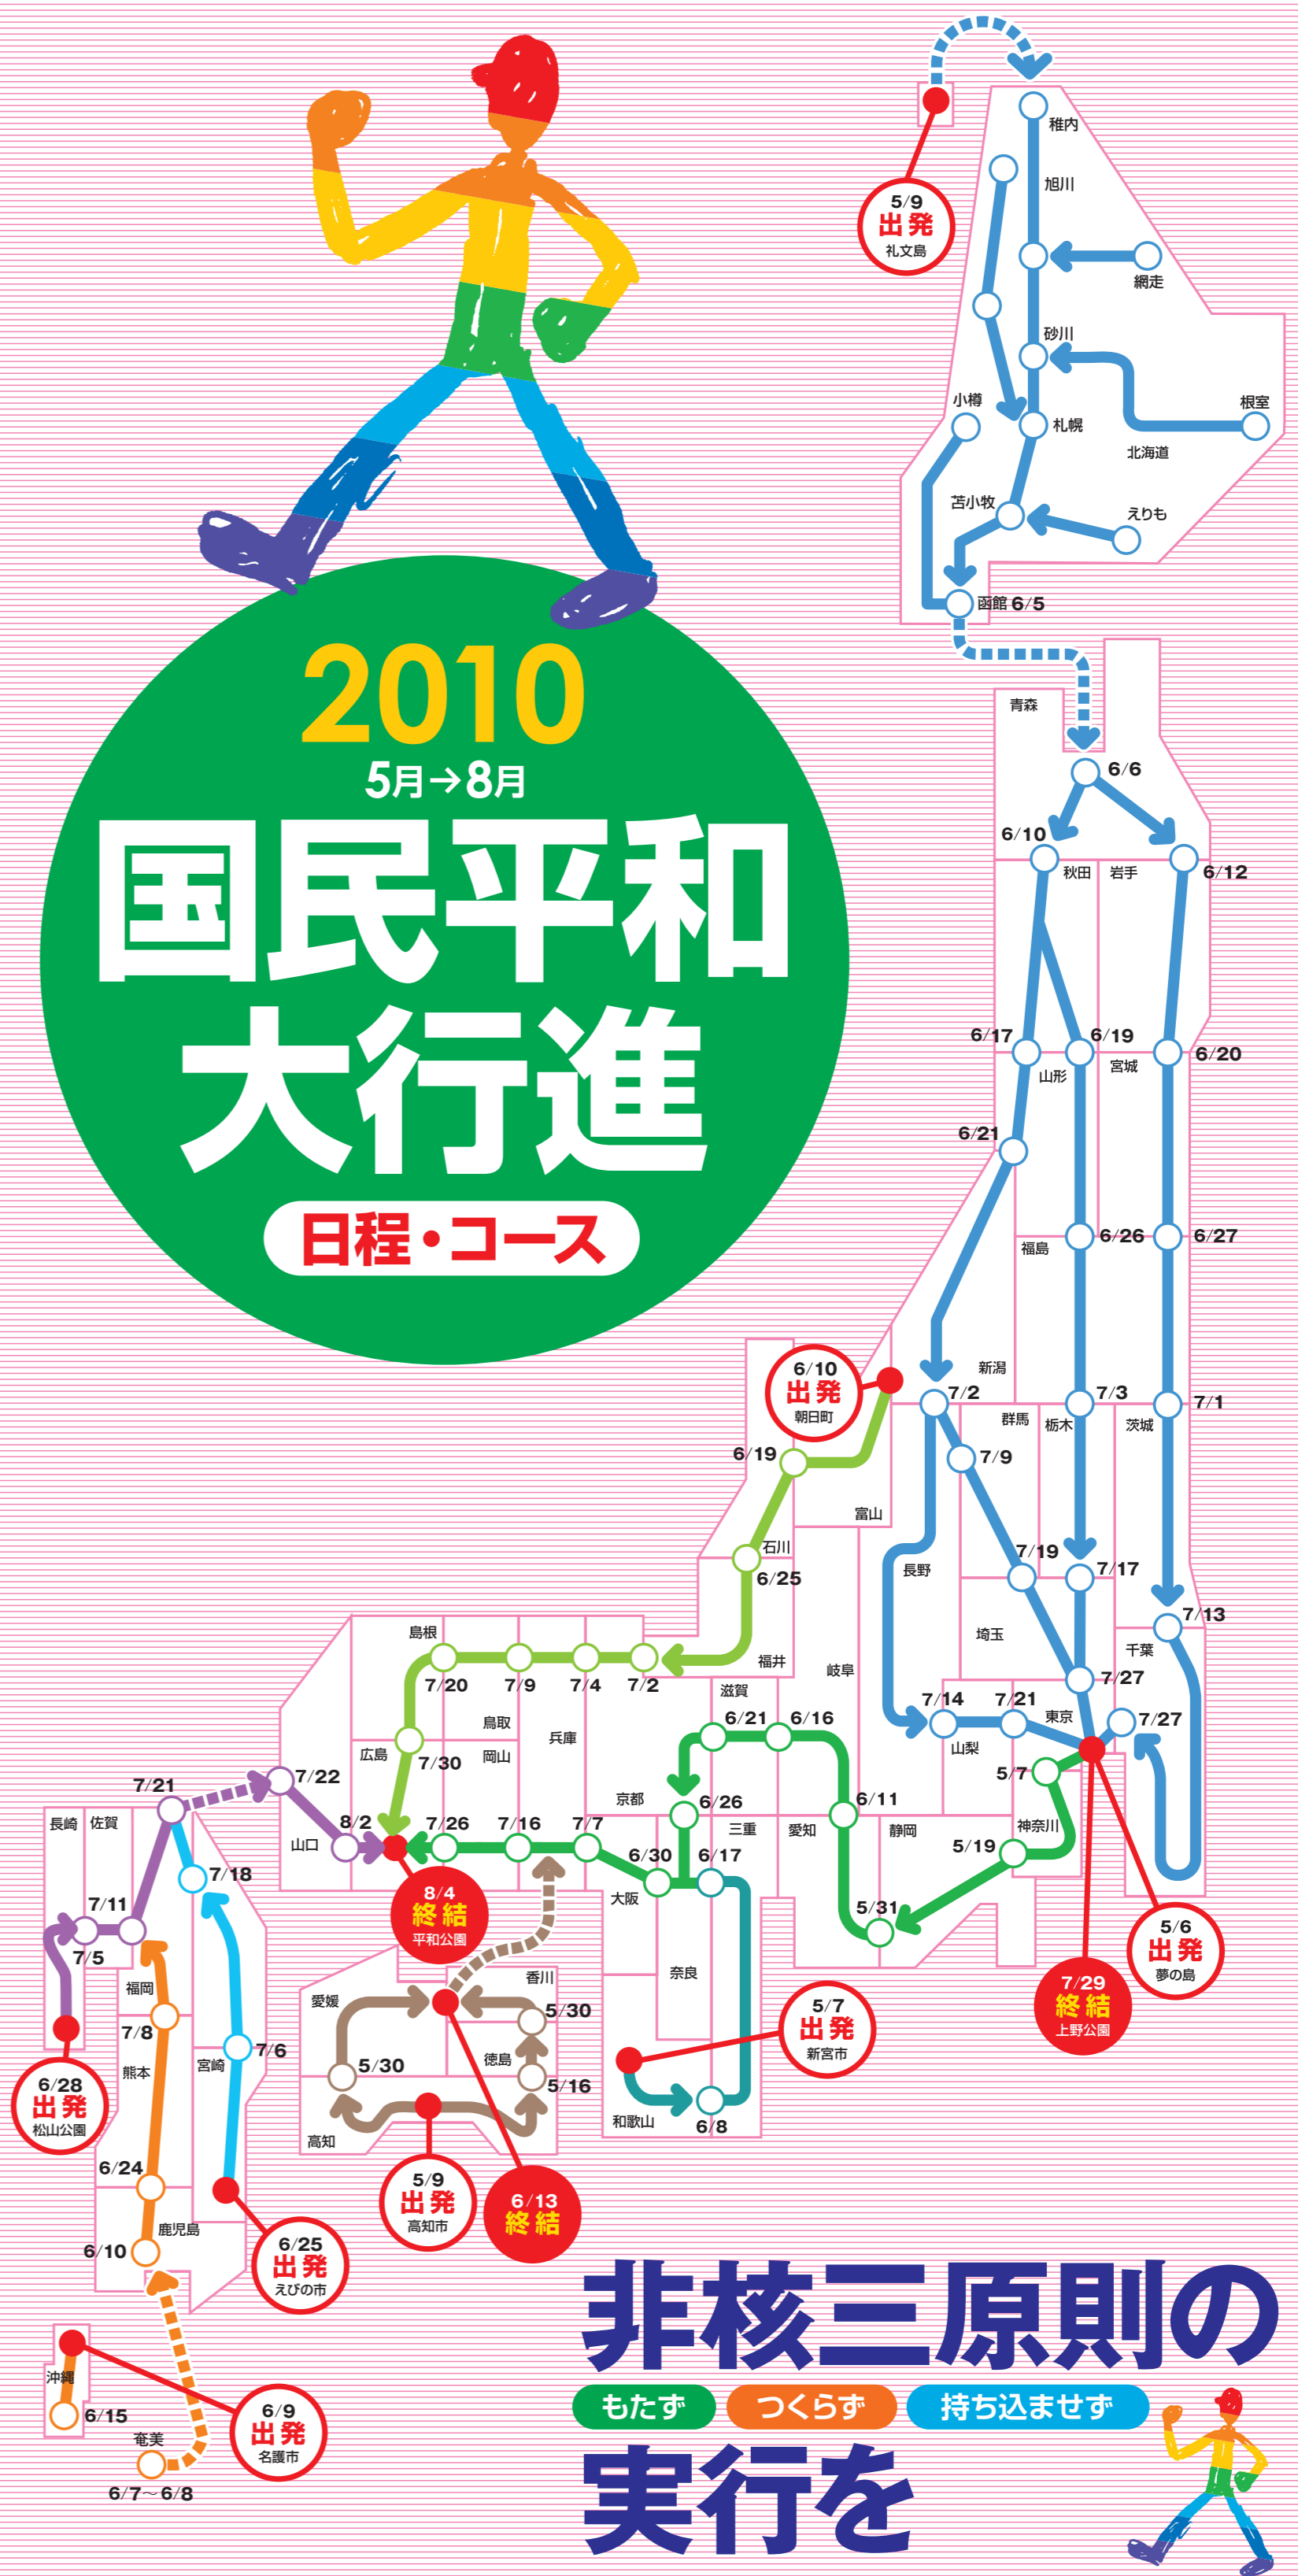 2010
5月→8月
国民平和
大行進
日程・コース
5/9
出発
礼文島
稚内
旭川
網走
砂川
小樽
札幌
根室
北海道
苫小牧
えりも
函館 6/5
青森
6/6
6/10
秋田
岩手
6/12
6/17
6/19
6/20
山形
宮城
6/21
6/26
6/27
福島
新潟
6/10
出発
朝日町
7/2
7/3
7/1
群馬
栃木
茨城
6/19
7/9
富山
石川
6/25
長野
7/19
7/17
7/13
島根
埼玉
千葉
福井
岐阜
7/20
7/9
7/4
7/2
滋賀
7/27
鳥取
兵庫
6/21
6/16
7/14
7/21
東京
7/27
広島
7/30
岡山
山梨
7/21
7/22
5/7
京都
6/26
6/11
長崎
佐賀
8/2
7/26
7/16
7/7
三重
愛知
静岡
神奈川
山口
6/30
6/17
5/19
7/18
8/4
終結
平和公園
大阪
7/11
5/31
7/5
5/6
出発
夢の島
福岡
香川
奈良
7/29
終結
上野公園
愛媛
5/30
5/7
出発
新宮市
7/8
熊本
宮崎
7/6
5/30
徳島
5/16
6/28
出発
松山公園
高知
和歌山
6/8
6/24
5/9
出発
高知市
6/13
終結
鹿児島
6/10
6/25
出発
えびの市
沖縄
6/15
6/9
出発
名護市
奄美
6/7〜6/8
非核三原則の
もたず つくらず 持ち込ませず
実行を